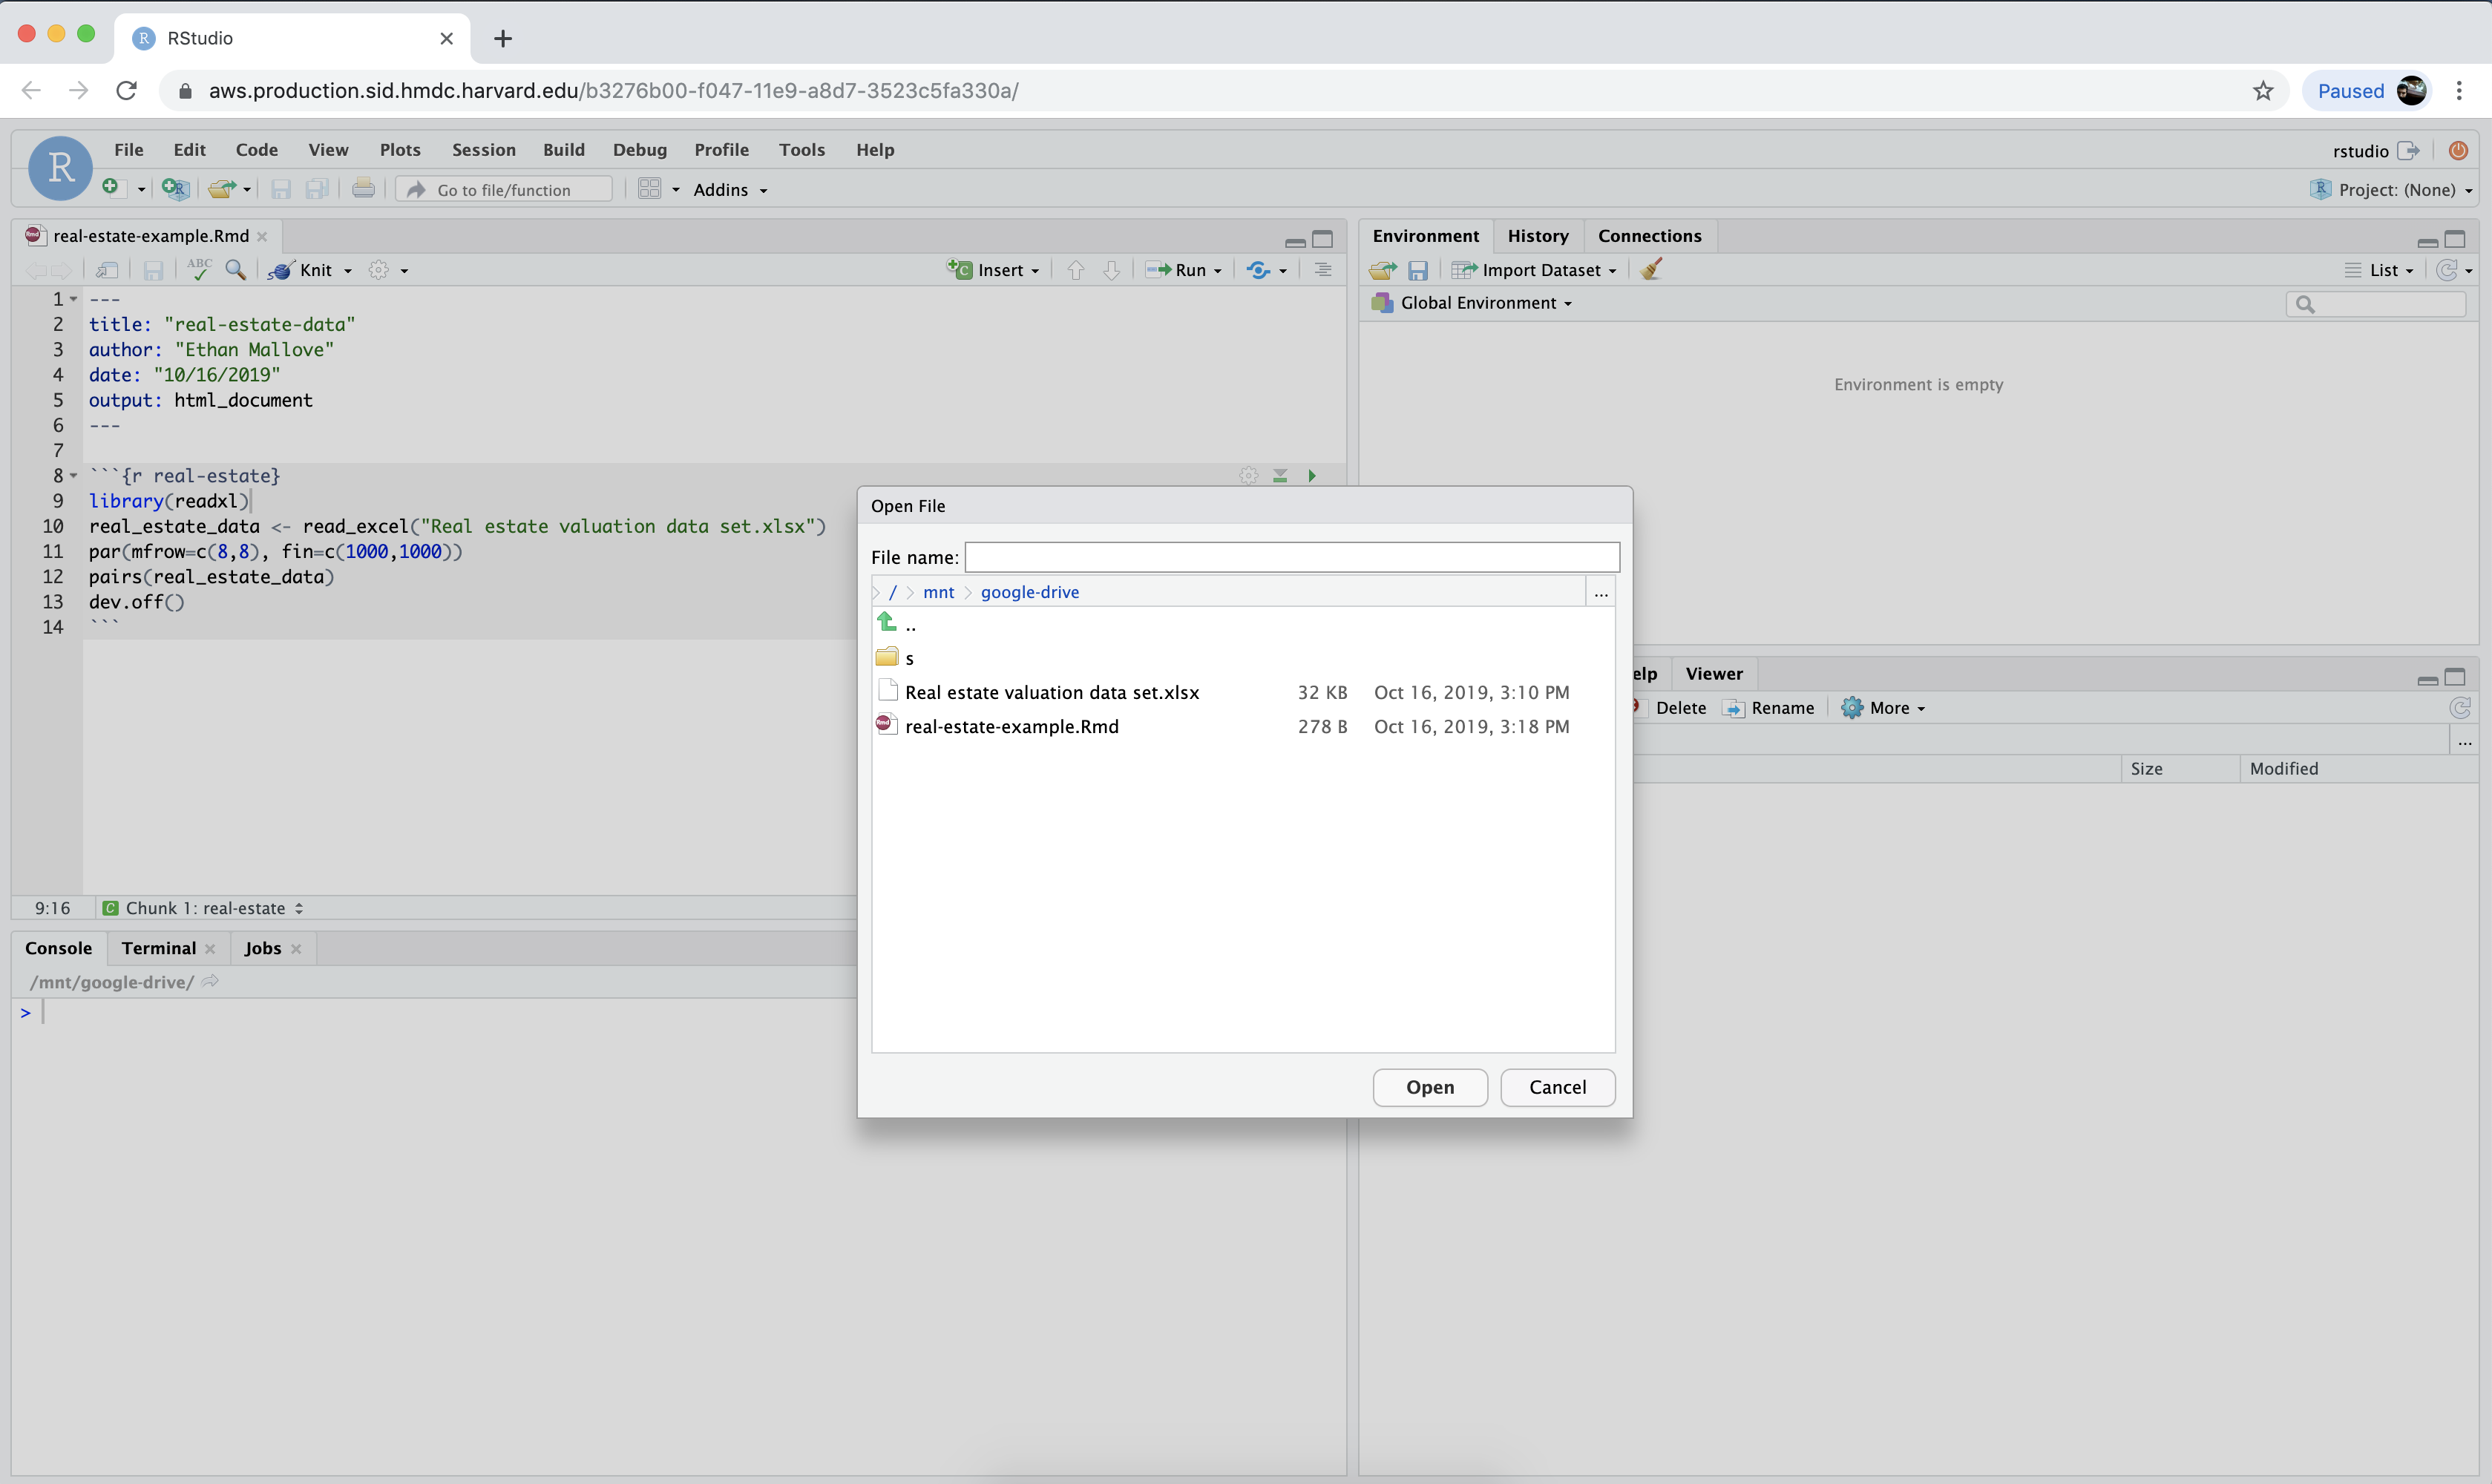 RStudio
aws.production.sid.hmdc.harvard.edu/b3276b00-f047-11e9-a8d7-3523c5fa330a/
Paused
R
File Edit Code View Plots Session Build Debug Profile Tools Help
rstudio
Go to file/function
Addins
Project: (None)
real-estate-example.Rmd
ABC
Knit
Insert
Run
1 ---
2 title: "real-estate-data"
3 author: "Ethan Mallove"
4 date: "10/16/2019"
5 output: html_document
6 ---
7
8 ```{r real-estate}
9 library(readxl)
10 real_estate_data <- read_excel("Real estate valuation data set.xlsx")
11 par(mfrow=c(8,8), fin=c(1000,1000))
12 pairs(real_estate_data)
13 dev.off()
14 ```
9:16
C Chunk 1: real-estate
Console Terminal Jobs
/mnt/google-drive/
>
Environment History Connections
Import Dataset
List
Global Environment
Environment is empty
Open File
File name:
/ mnt google-drive
...
..
s
Real estate valuation data set.xlsx 32 KB Oct 16, 2019, 3:10 PM
real-estate-example.Rmd 278 B Oct 16, 2019, 3:18 PM
Open Cancel
elp Viewer
Delete Rename More
...
Size Modified